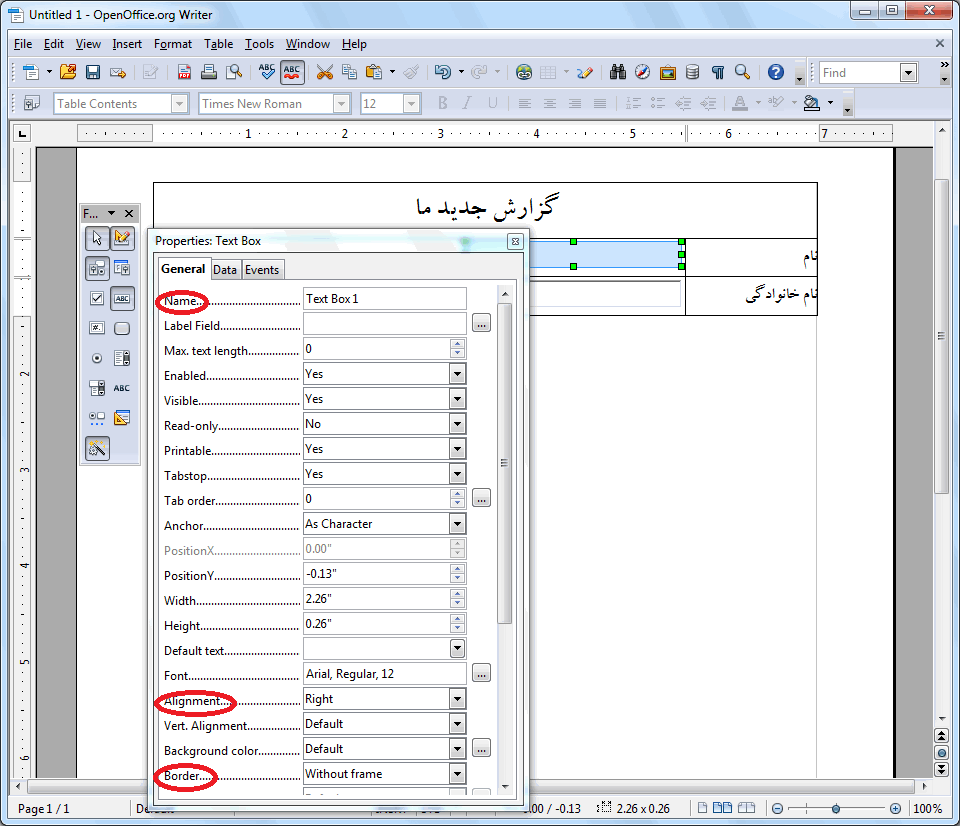 Untitled 1 - OpenOffice.org Writer
File Edit View Insert Format Table Tools Window Help
Find
Table Contents Times New Roman 12
1 2 3 4 5 6 7
گزارش جدید ما
F...
Properties: Text Box
نام
General Data Events
نام خانوادگی
Name Text Box 1
Label Field
Max. text length 0
Enabled Yes
Visible Yes
Read-only No
Printable Yes
Tabstop Yes
Tab order 0
Anchor As Character
PositionX 0.00"
PositionY -0.13"
Width 2.26"
Height 0.26"
Default text
Font Arial, Regular, 12
Alignment Right
Vert. Alignment Default
Background color Default
Border Without frame
Page 1 / 1 .00 / -0.13 2.26 x 0.26 100%